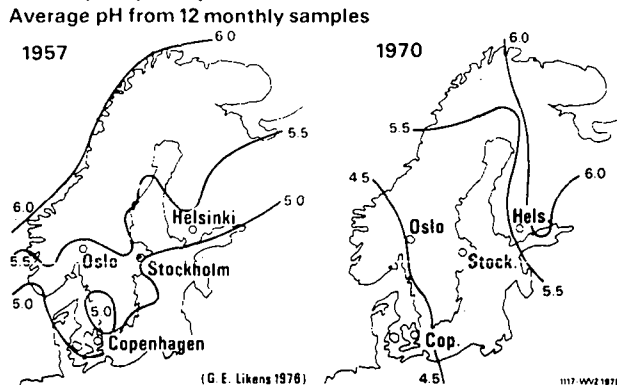 Average pH from 12 monthly samples
1957
6.0
5.5
5.0
6.0
Helsinki
Oslo
Stockholm
5.5
5.0
5.0
Copenhagen
(G. E. Likens 1976)
1970
6.0
5.5
4.5
6.0
Hels.
Oslo
Stock.
5.5
Cop.
4.5